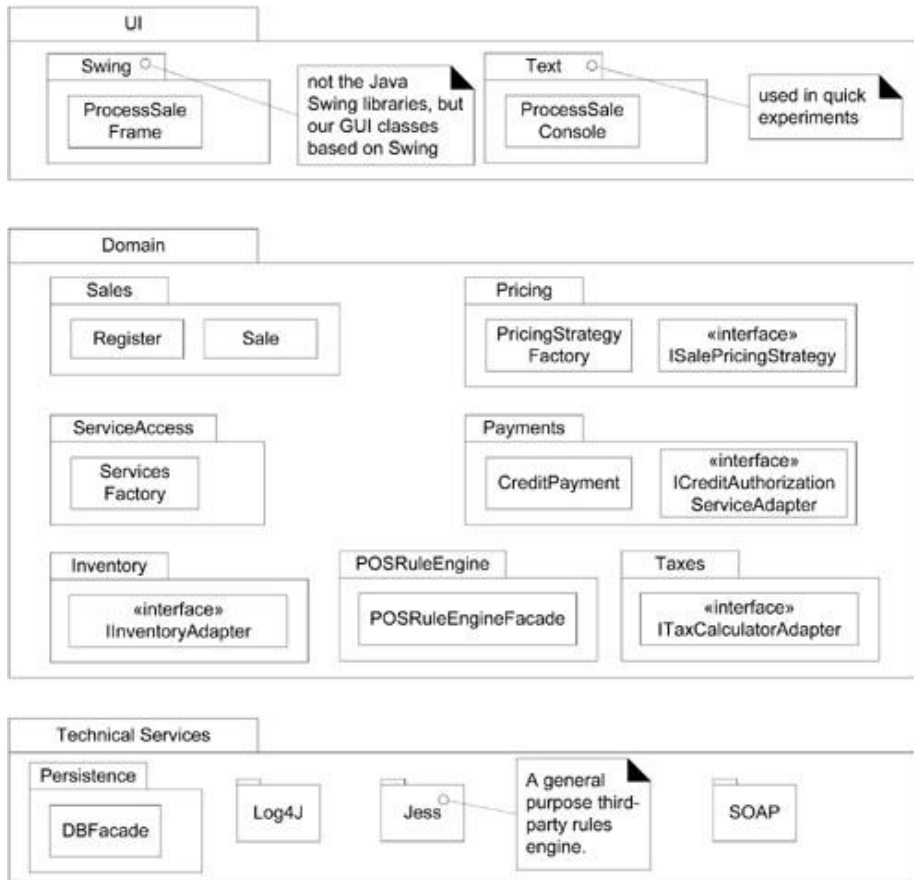 UI
Swing
ProcessSale
Frame
not the Java
Swing libraries, but
our GUI classes
based on Swing
Text
ProcessSale
Console
used in quick
experiments
Domain
Sales
Register
Sale
Pricing
PricingStrategy
Factory
«interface»
ISalePricingStrategy
ServiceAccess
Services
Factory
Payments
CreditPayment
«interface»
ICreditAuthorization
ServiceAdapter
Inventory
«interface»
IInventoryAdapter
POSRuleEngine
POSRuleEngineFacade
Taxes
«interface»
ITaxCalculatorAdapter
Technical Services
Persistence
DBFacade
Log4J
Jess
A general
purpose third-
party rules
engine.
SOAP